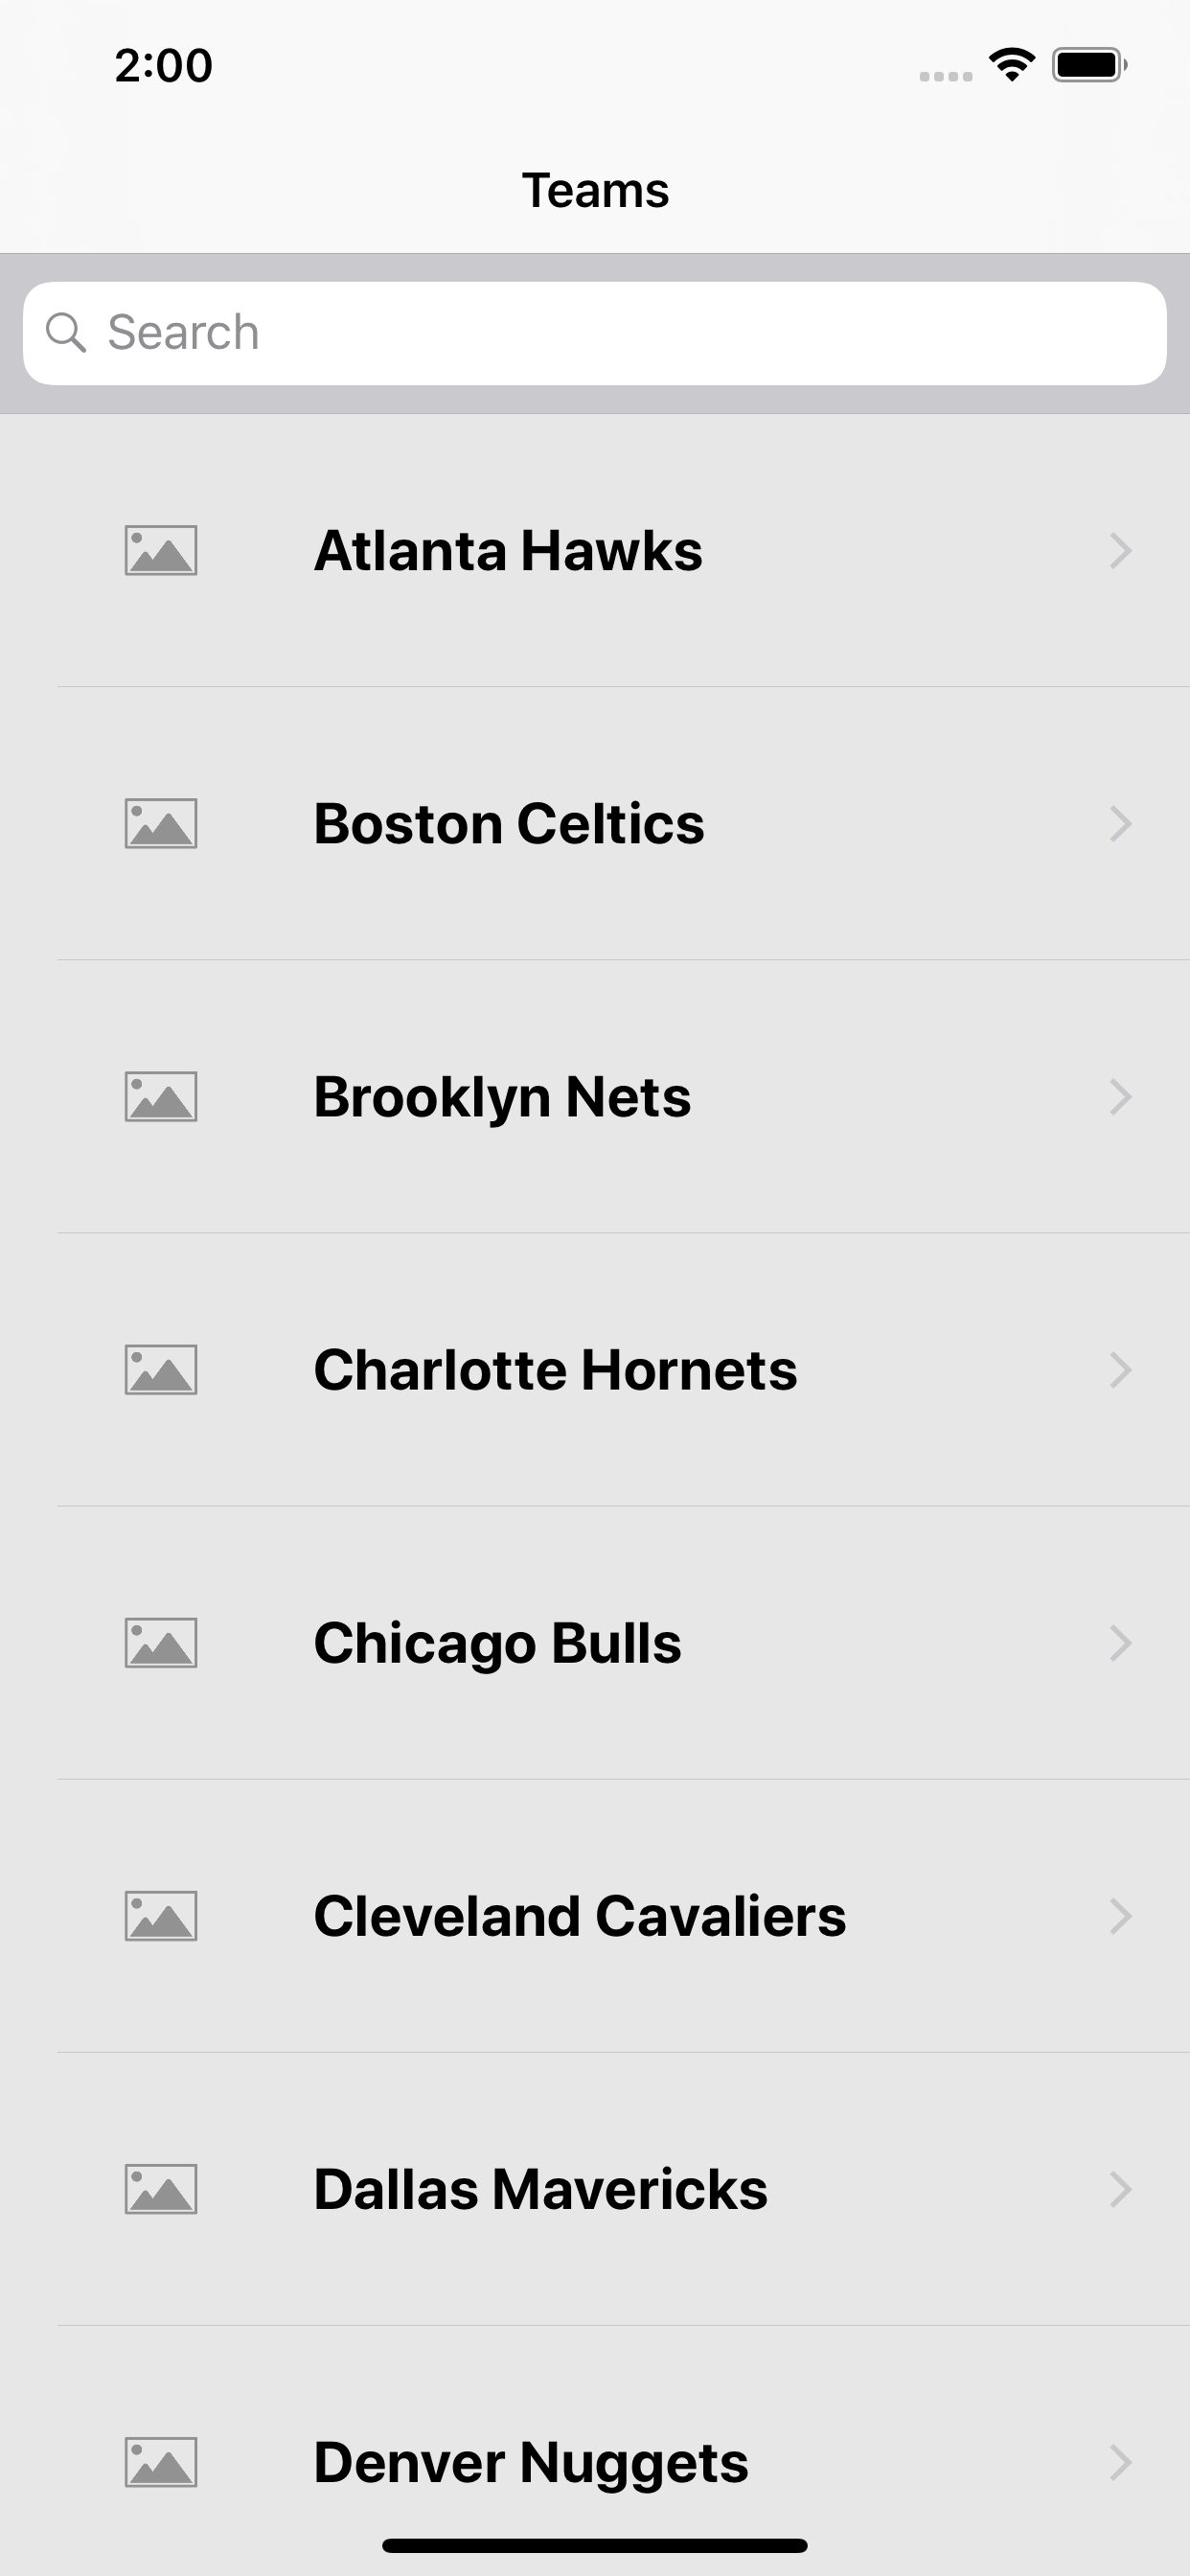 2:00
Teams
Search
Atlanta Hawks
Boston Celtics
Brooklyn Nets
Charlotte Hornets
Chicago Bulls
Cleveland Cavaliers
Dallas Mavericks
Denver Nuggets